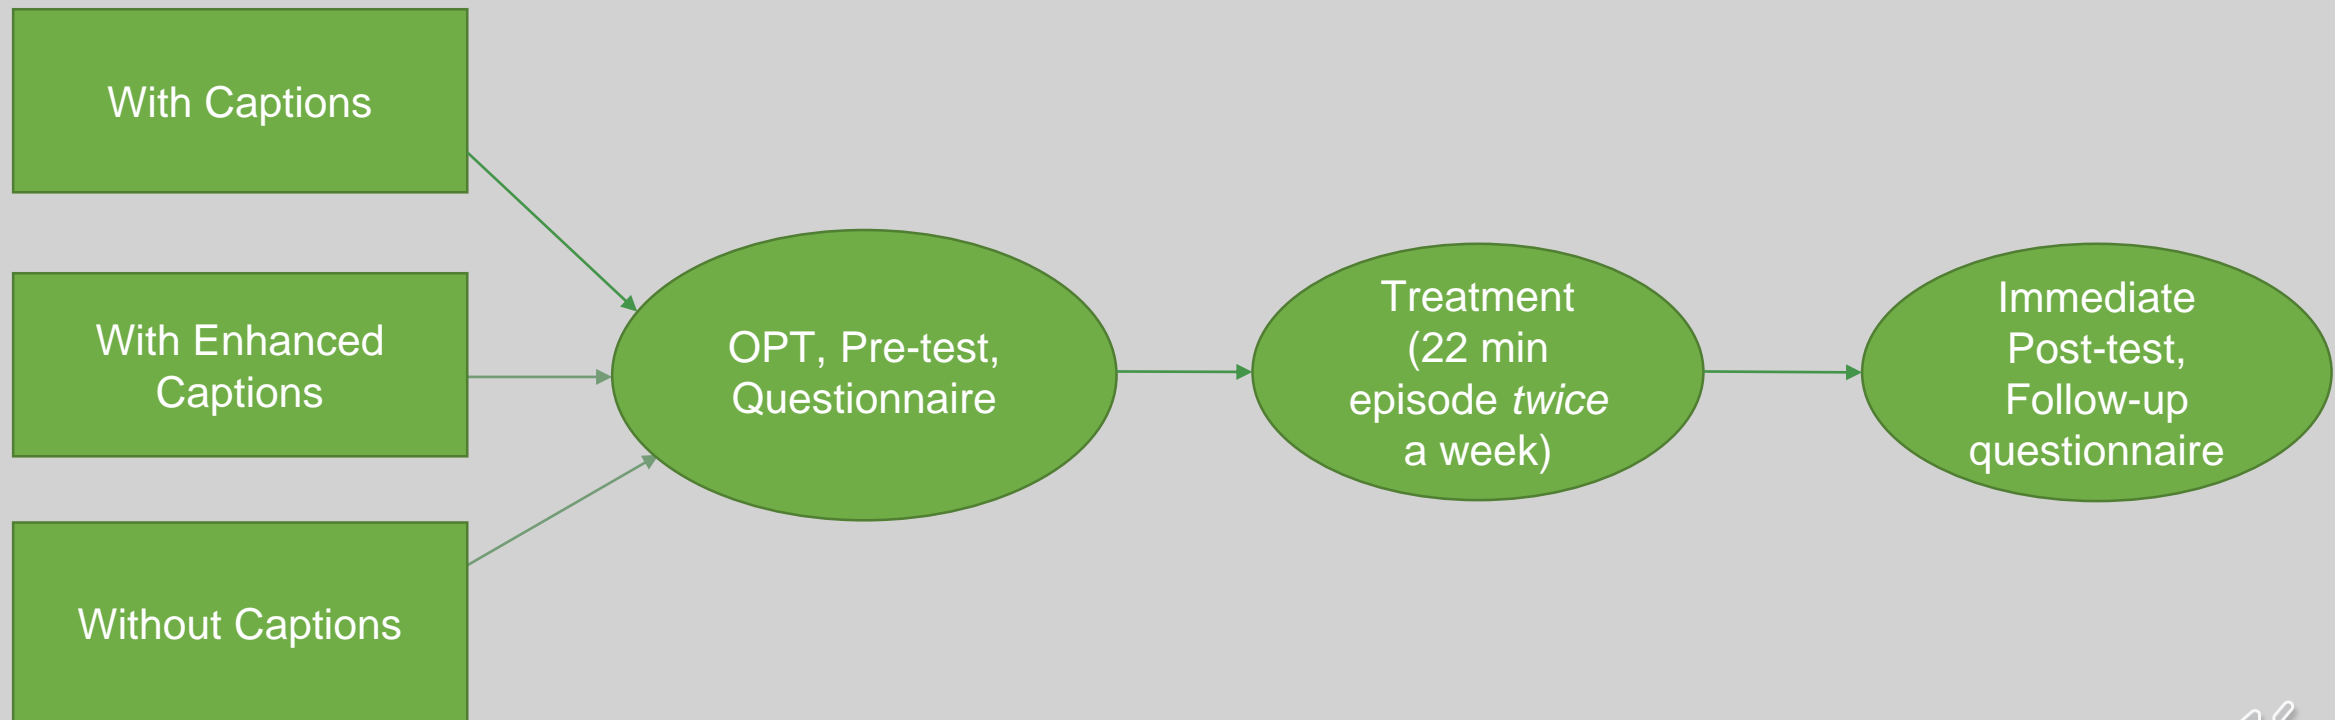 With Captions
With Enhanced
Captions
Without Captions
OPT, Pre-test,
Questionnaire
Treatment
(22 min
episode twice
a week)
Immediate
Post-test,
Follow-up
questionnaire